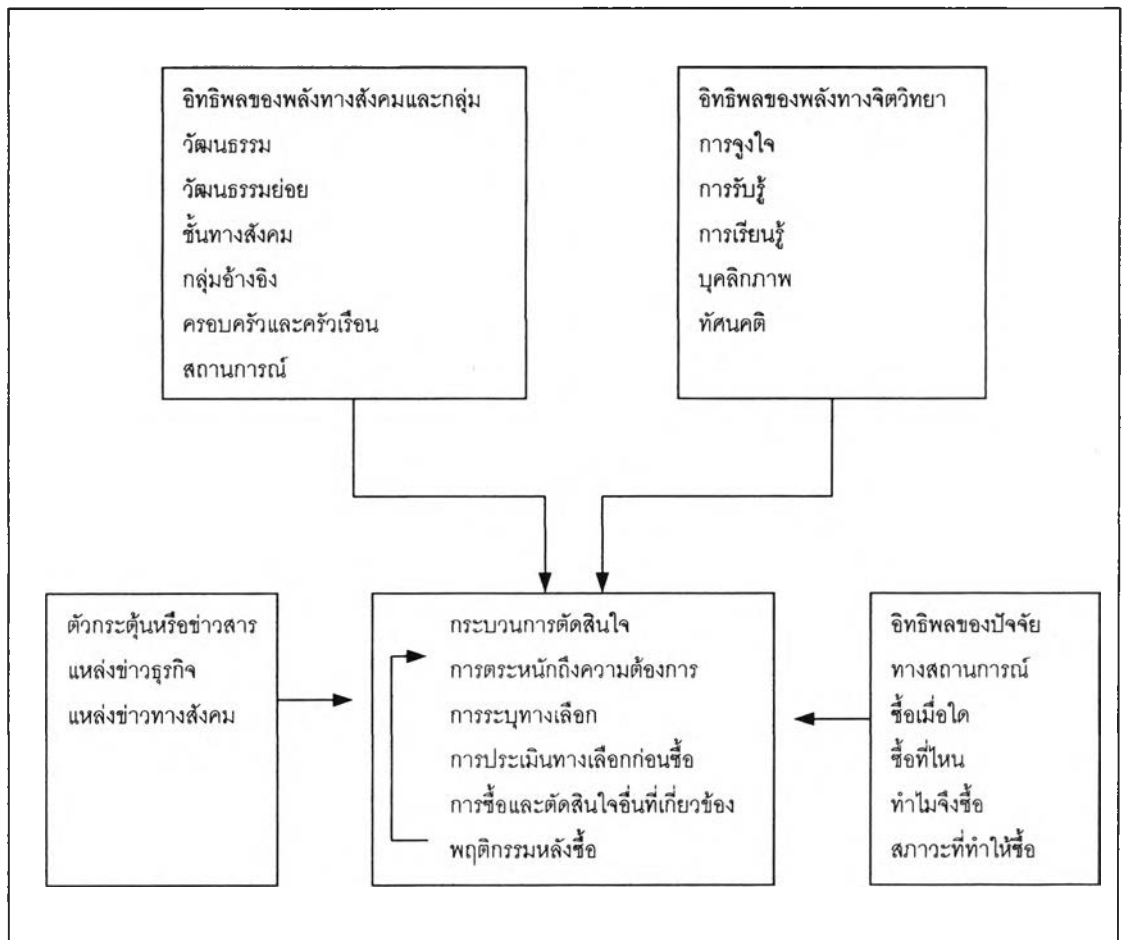 อิทธิพลของพลังทางสังคมและกลุ่ม
วัฒนธรรม
วัฒนธรรมย่อย
ชั้นทางสังคม
กลุ่มอ้างอิง
ครอบครัวและครัวเรือน
สถานการณ์
อิทธิพลของพลังทางจิตวิทยา
การจูงใจ
การรับรู้
การเรียนรู้
บุคลิกภาพ
ทัศนคติ
ตัวกระตุ้นหรือข่าวสาร
แหล่งข่าวธุรกิจ
แหล่งข่าวทางสังคม
กระบวนการตัดสินใจ
การตระหนักถึงความต้องการ
การระบุทางเลือก
การประเมินทางเลือกก่อนซื้อ
การซื้อและตัดสินใจอื่นที่เกี่ยวข้อง
พฤติกรรมหลังซื้อ
อิทธิพลของปัจจัย
ทางสถานการณ์
ซื้อเมื่อใด
ซื้อที่ไหน
ทำไมจึงซื้อ
สภาวะที่ทำให้ซื้อ